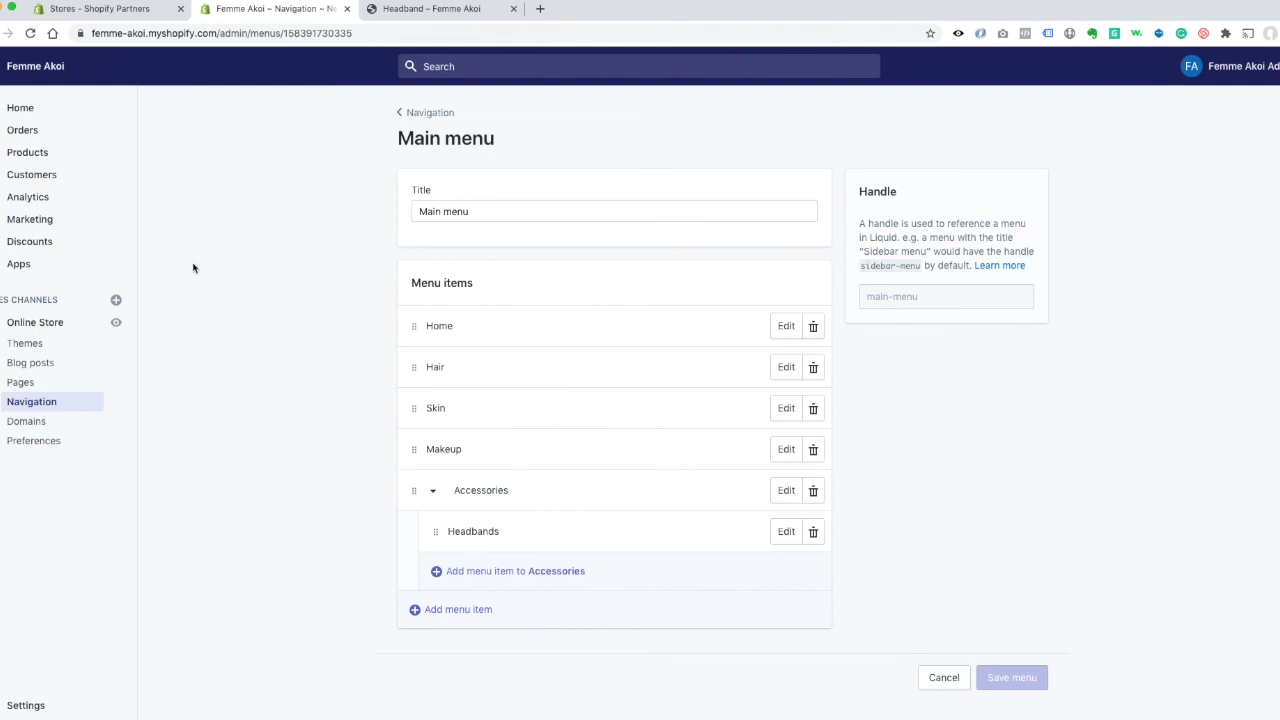 Stores - Shopify Partners
Femme Akoi ~ Navigation ~ N
Headband – Femme Akoi
femme-akoi.myshopify.com/admin/menus/158391730335
Femme Akoi
Search
FA
Femme Akoi Ad
Home
Orders
Products
Customers
Analytics
Marketing
Discounts
Apps
ES CHANNELS
Online Store
Themes
Blog posts
Pages
Navigation
Domains
Preferences
Settings
Navigation
Main menu
Title
Main menu
Menu items
Home
Edit
Hair
Edit
Skin
Edit
Makeup
Edit
Accessories
Edit
Headbands
Edit
Add menu item to Accessories
Add menu item
Handle
A handle is used to reference a menu
in Liquid. e.g. a menu with the title
“Sidebar menu” would have the handle
sidebar-menu by default. Learn more
main-menu
Cancel
Save menu